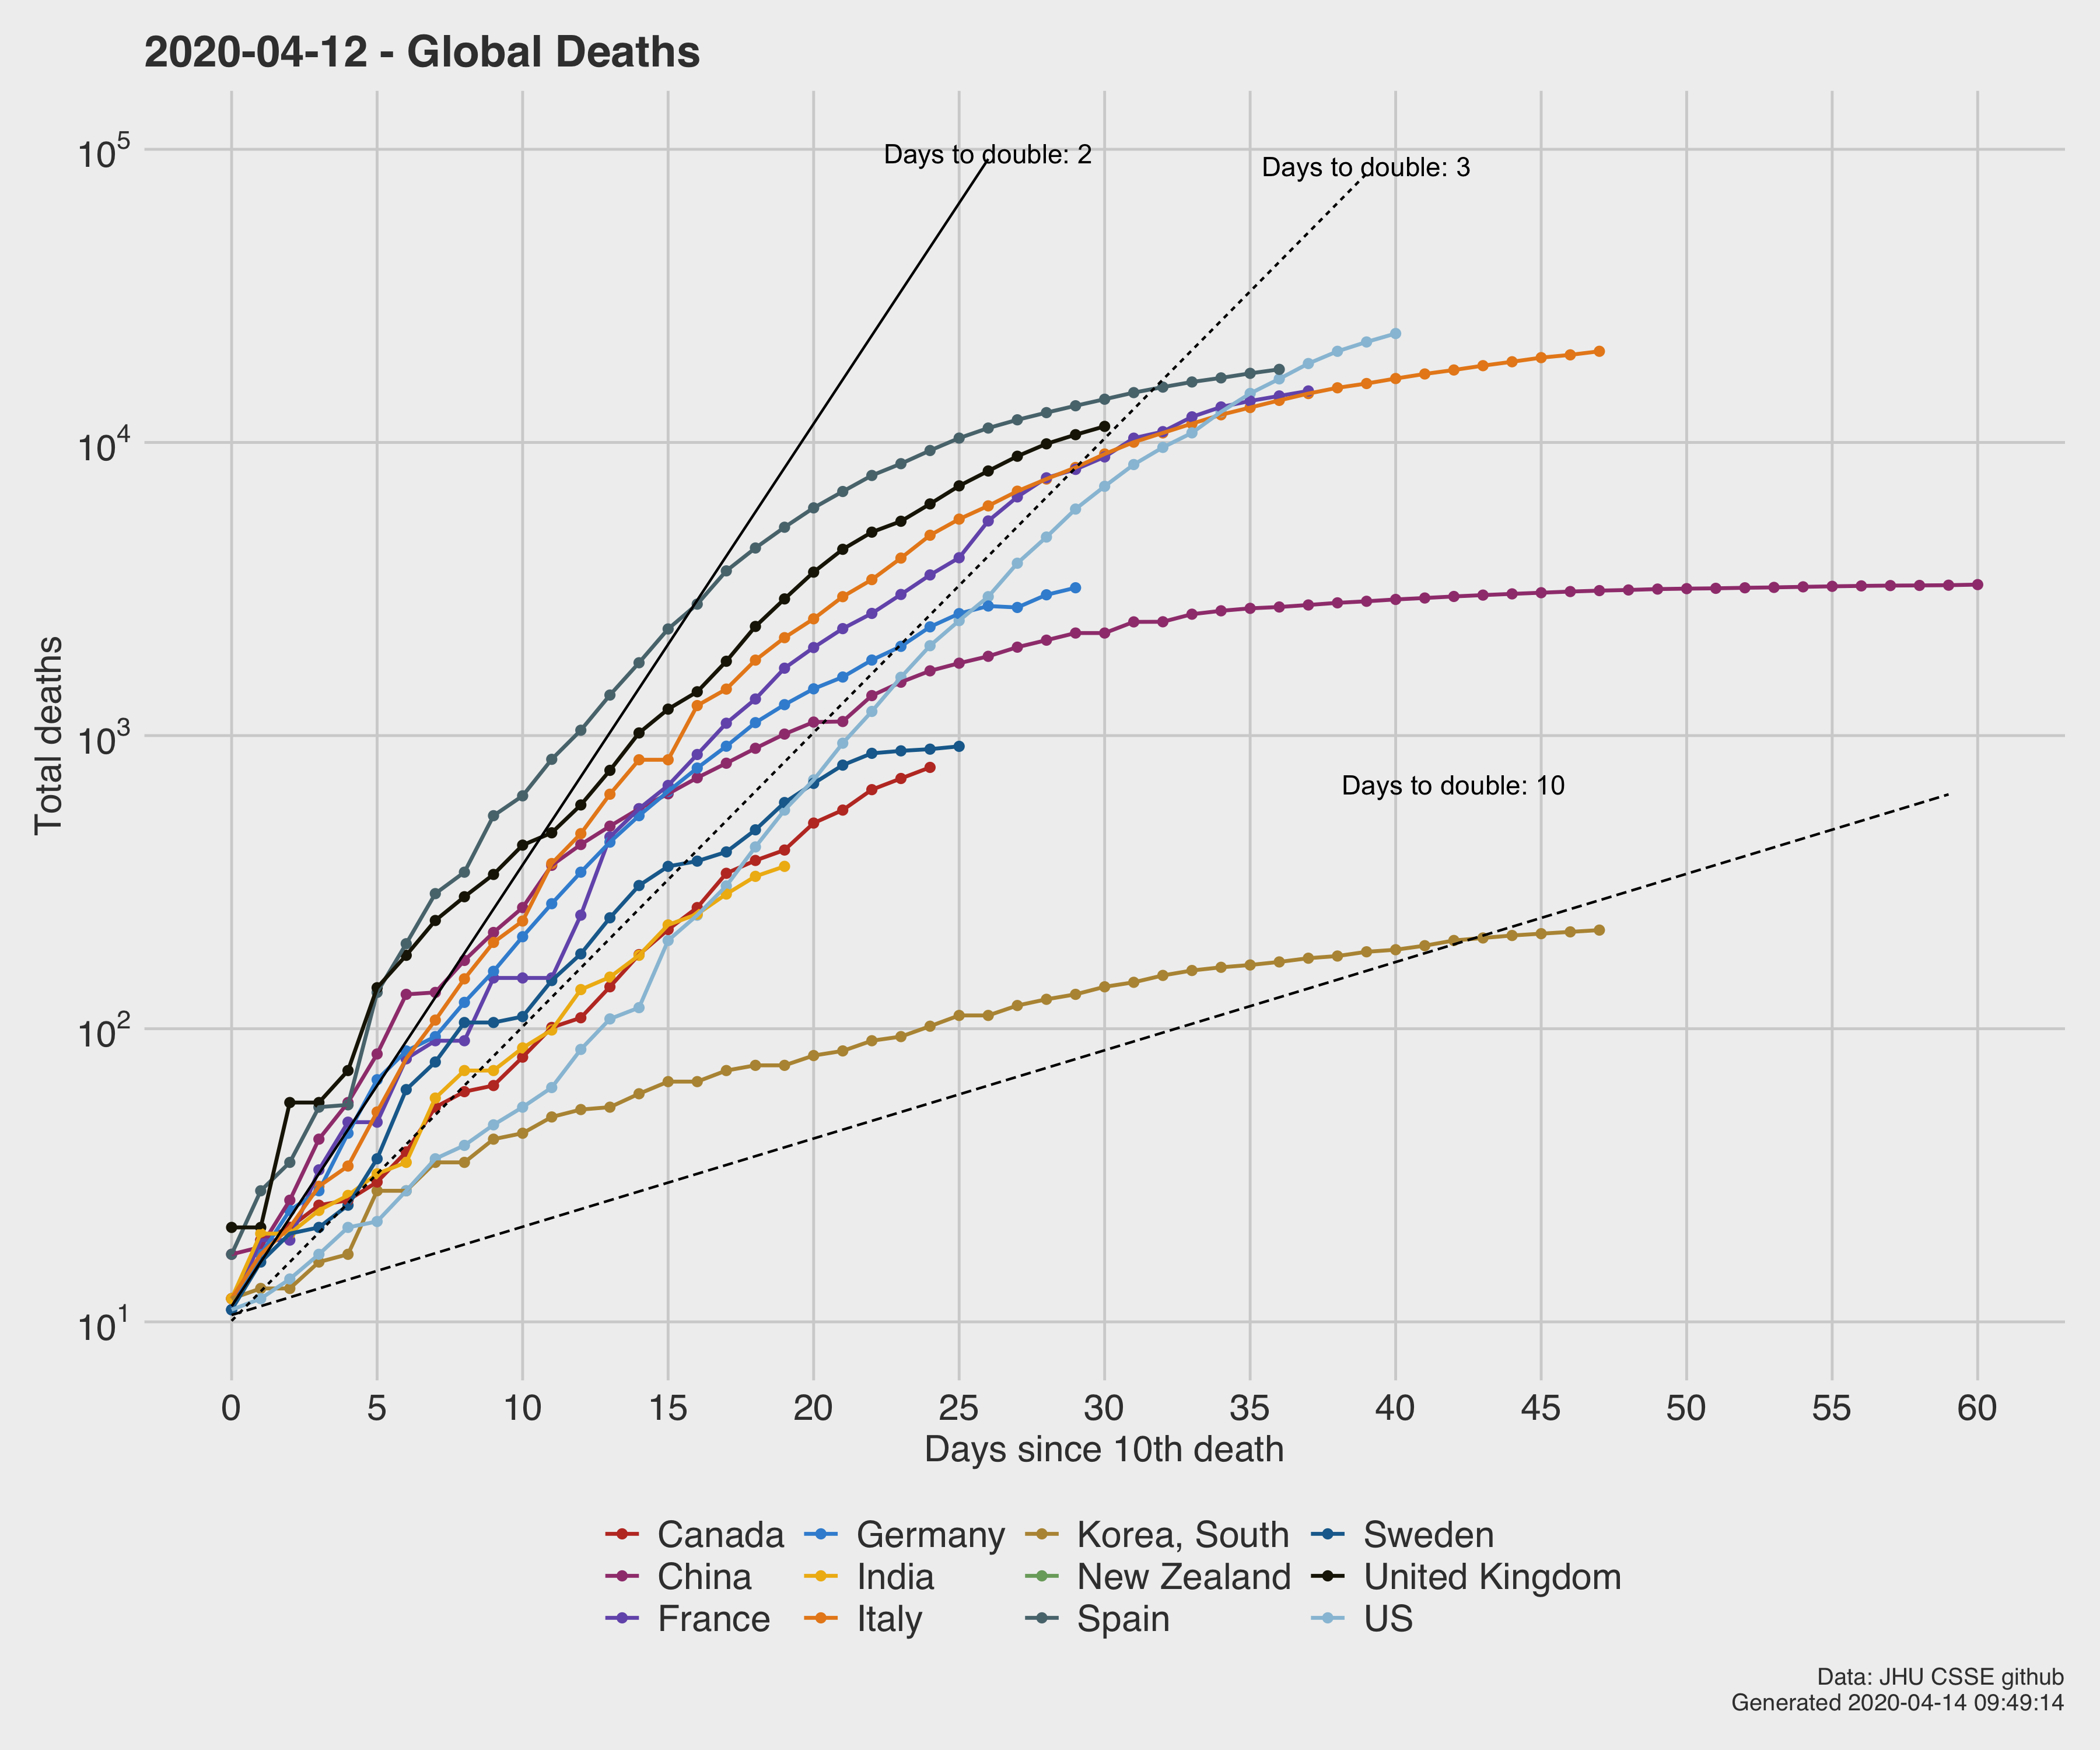 2020-04-12 - Global Deaths
10^5
10^4
10^3
10^2
10^1
Total deaths
Days to double: 2
Days to double: 3
Days to double: 10
0 5 10 15 20 25 30 35 40 45 50 55 60
Days since 10th death
Canada Germany Korea, South Sweden
China India New Zealand United Kingdom
France Italy Spain US
Data: JHU CSSE github
Generated 2020-04-14 09:49:14